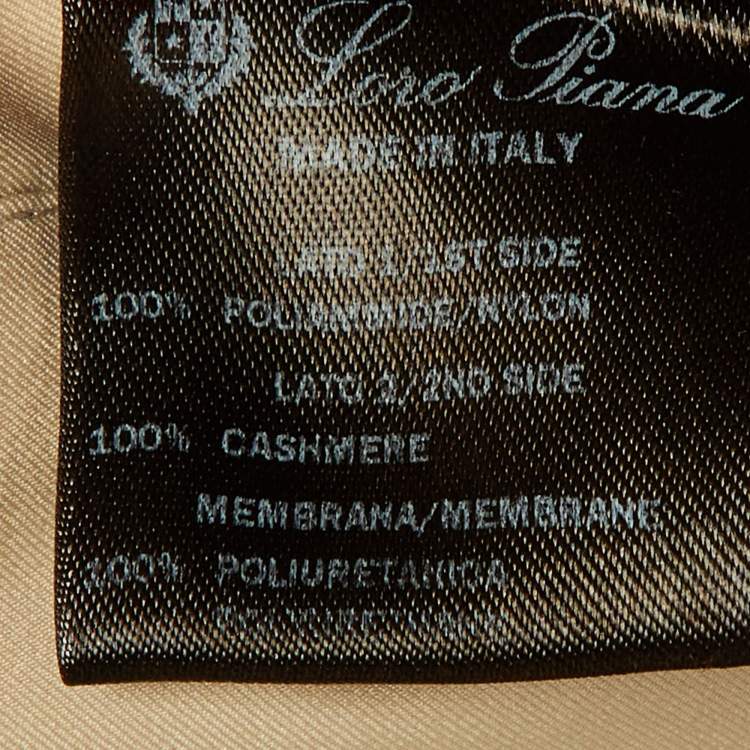 Loro Piana
MADE IN ITALY
LATO 1/1ST SIDE
100% POLIAMMIDE/NYLON
LATO 2/2ND SIDE
100% CASHMERE
MEMBRANA/MEMBRANE
100% POLIURETANICA